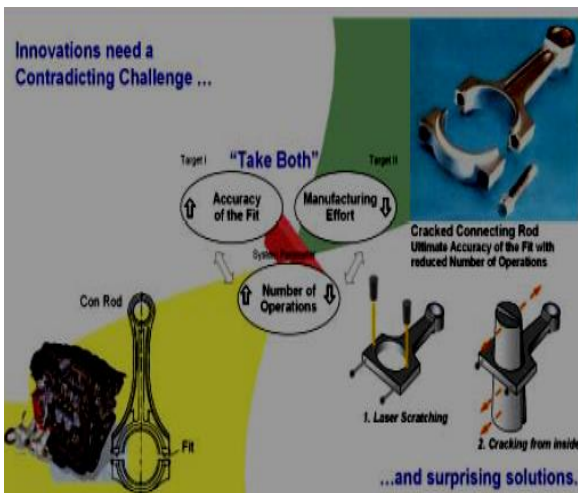 Innovations need a
Contradicting Challenge ...
Target I
"Take Both"
Target II
Accuracy
of the Fit
Manufacturing
Effort
System
Number of
Operations
Cracked Connecting Rod
Ultimate Accuracy of the Fit with
reduced Number of Operations
Con Rod
Fit
1. Laser Scratching
2. Cracking from inside
...and surprising solutions.